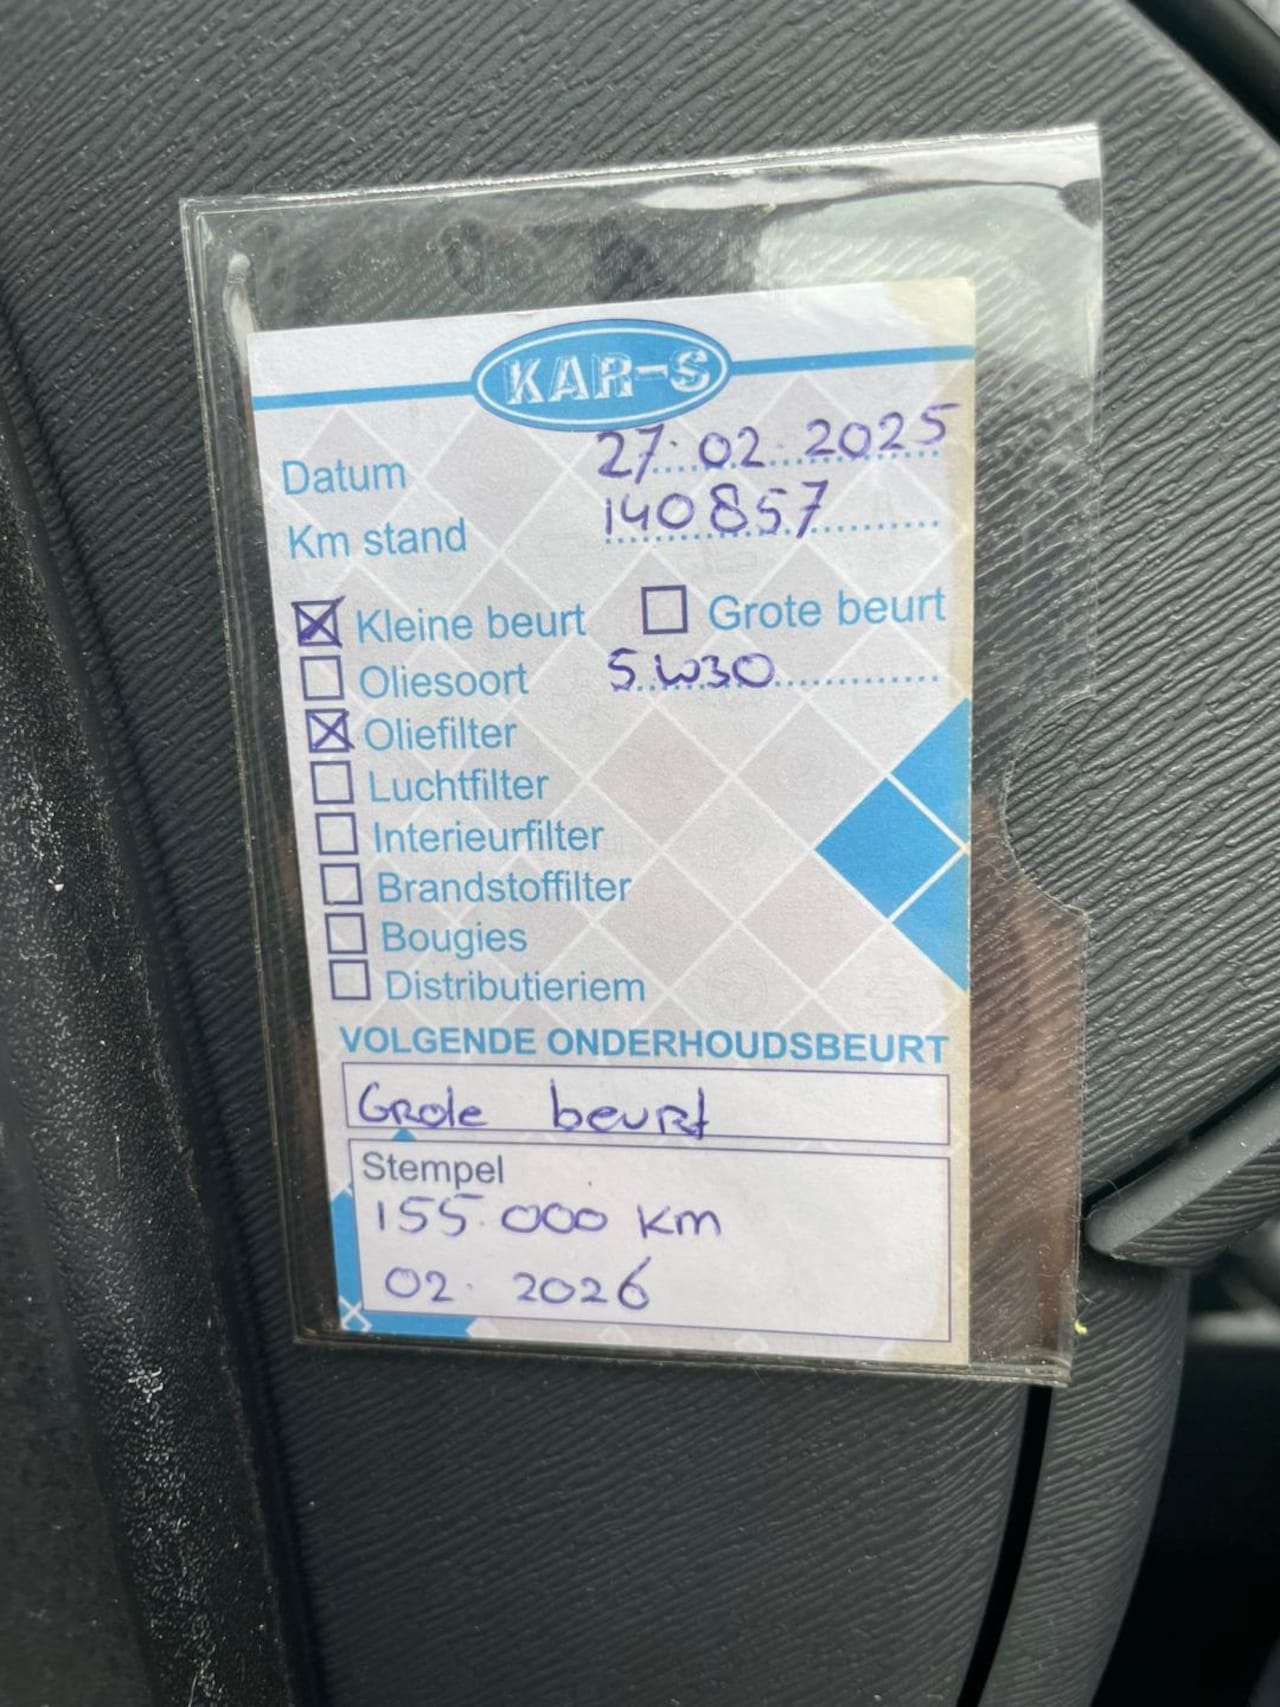 KAR-S
Datum 27.02.2025
Km stand 140857
Kleine beurt Grote beurt
Oliesoort 5W30
Oliefilter
Luchtfilter
Interieurfilter
Brandstoffilter
Bougies
Distributieriem
VOLGENDE ONDERHOUDSBEURT
Grote beurt
Stempel
155.000 km
02.2026